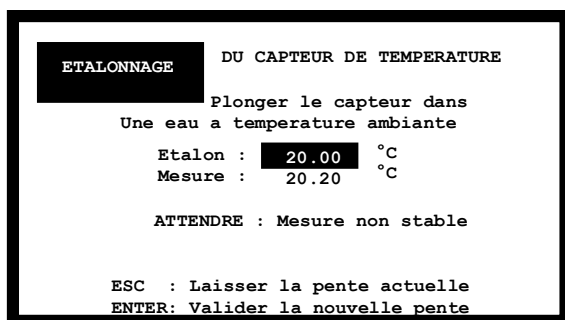 ETALONNAGE DU CAPTEUR DE TEMPERATURE
Plonger le capteur dans
Une eau a temperature ambiante
Etalon : 20.00 °C
Mesure : 20.20 °C
ATTENDRE : Mesure non stable
ESC : Laisser la pente actuelle
ENTER: Valider la nouvelle pente